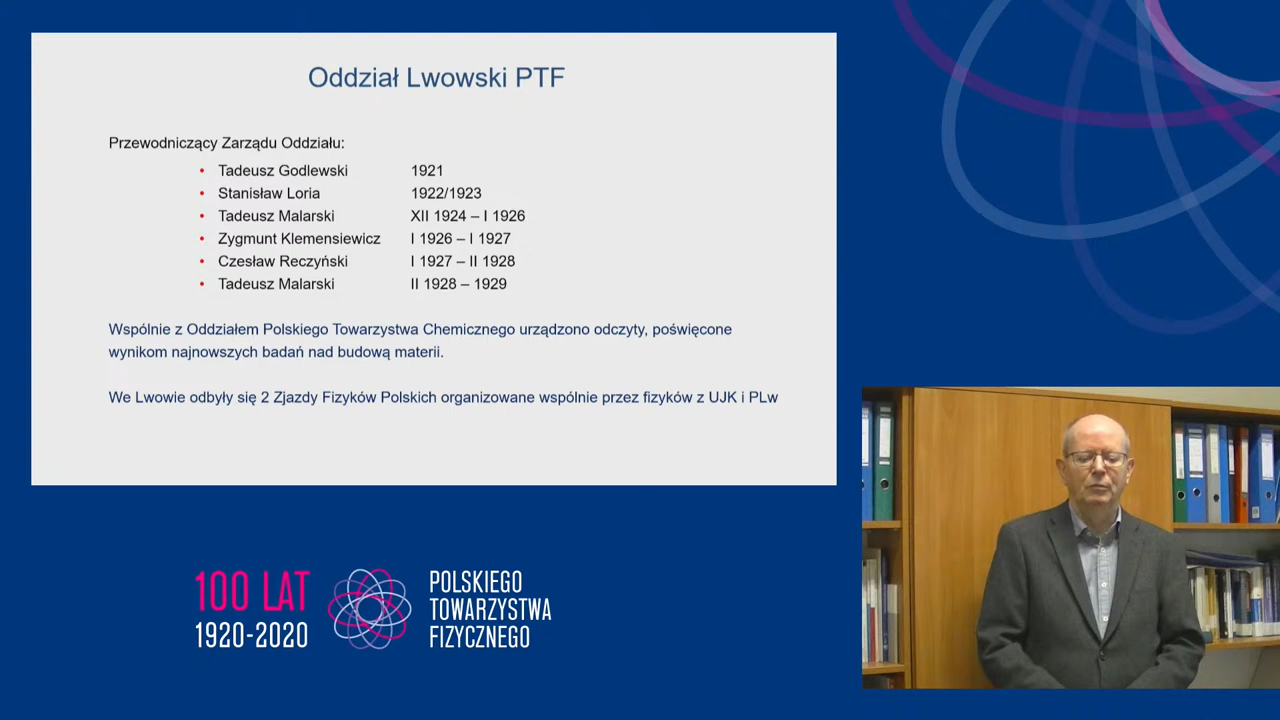 Oddział Lwowski PTF
Przewodniczący Zarządu Oddziału:
• Tadeusz Godlewski 1921
• Stanisław Loria 1922/1923
• Tadeusz Malarski XII 1924 – I 1926
• Zygmunt Klemensiewicz I 1926 – I 1927
• Czesław Reczyński I 1927 – II 1928
• Tadeusz Malarski II 1928 – 1929
Wspólnie z Oddziałem Polskiego Towarzystwa Chemicznego urządzono odczyty, poświęcone
wynikom najnowszych badań nad budową materii.
We Lwowie odbyły się 2 Zjazdy Fizyków Polskich organizowane wspólnie przez fizyków z UJK i PLw
100 LAT
1920-2020
POLSKIEGO
TOWARZYSTWA
FIZYCZNEGO